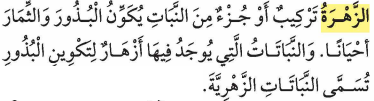 الزَّهْرَةُ تَرْكِيبٌ أَوْ جُزْءٌ مِنَ النَّبَاتِ يُكَوِّنُ الْبُذُورَ وَالثِّمَارَ
أَحْيَانًا. وَالنَّبَاتَاتُ الَّتِي يُوجَدُ فِيهَا أَزْهَارٌ لِتَكْوِينِ الْبُذُورِ
تُسَمَّى النَّبَاتَاتِ الزَّهْرِيَّةَ.